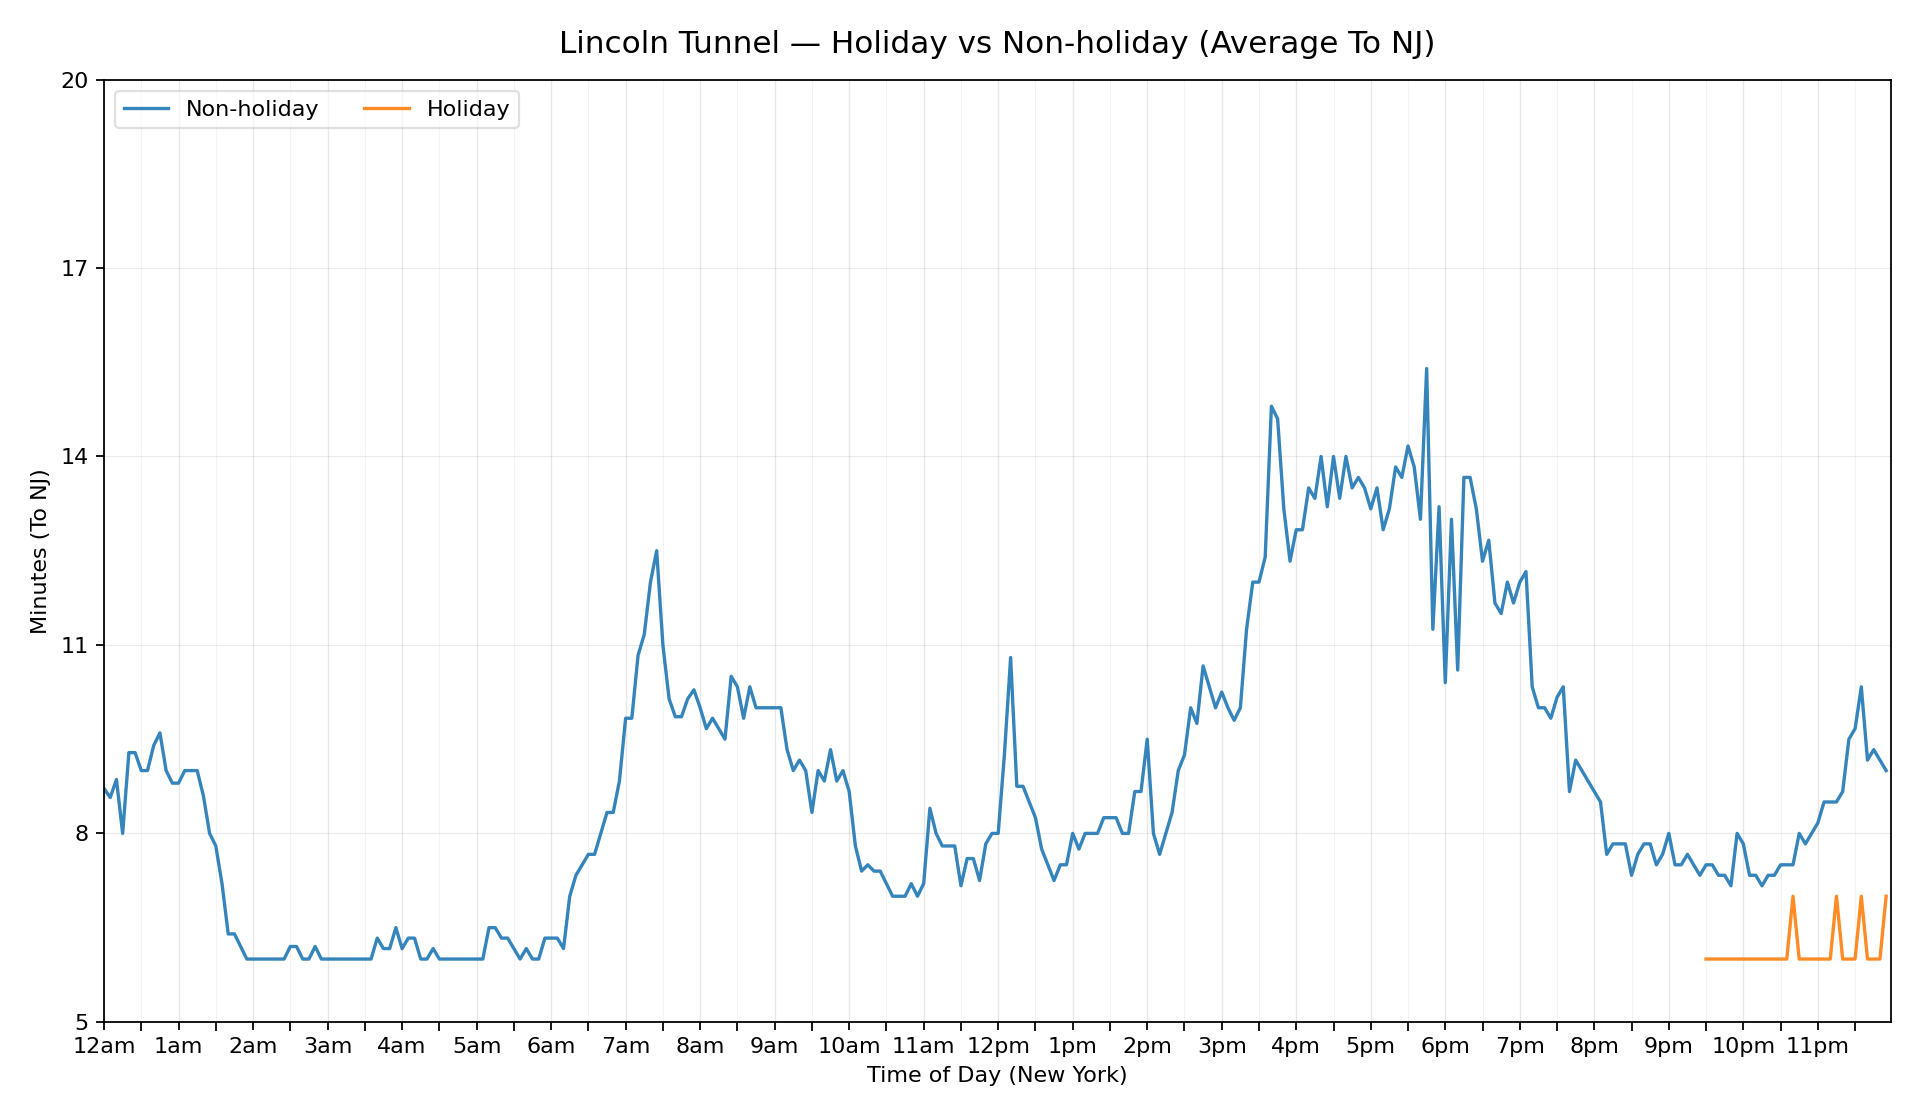 Lincoln Tunnel — Holiday vs Non-holiday (Average To NJ)
Non-holiday Holiday
20
17
14
11
8
5
Minutes (To NJ)
12am 1am 2am 3am 4am 5am 6am 7am 8am 9am 10am 11am 12pm 1pm 2pm 3pm 4pm 5pm 6pm 7pm 8pm 9pm 10pm 11pm
Time of Day (New York)